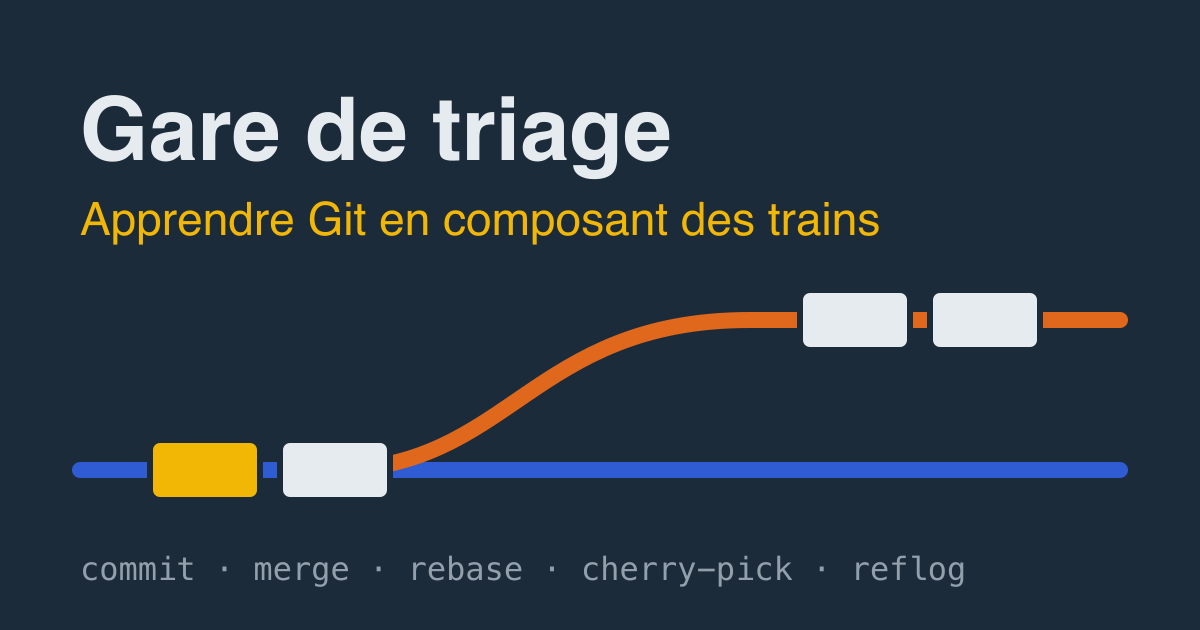 Gare de triage
Apprendre Git en composant des trains
commit · merge · rebase · cherry-pick · reflog